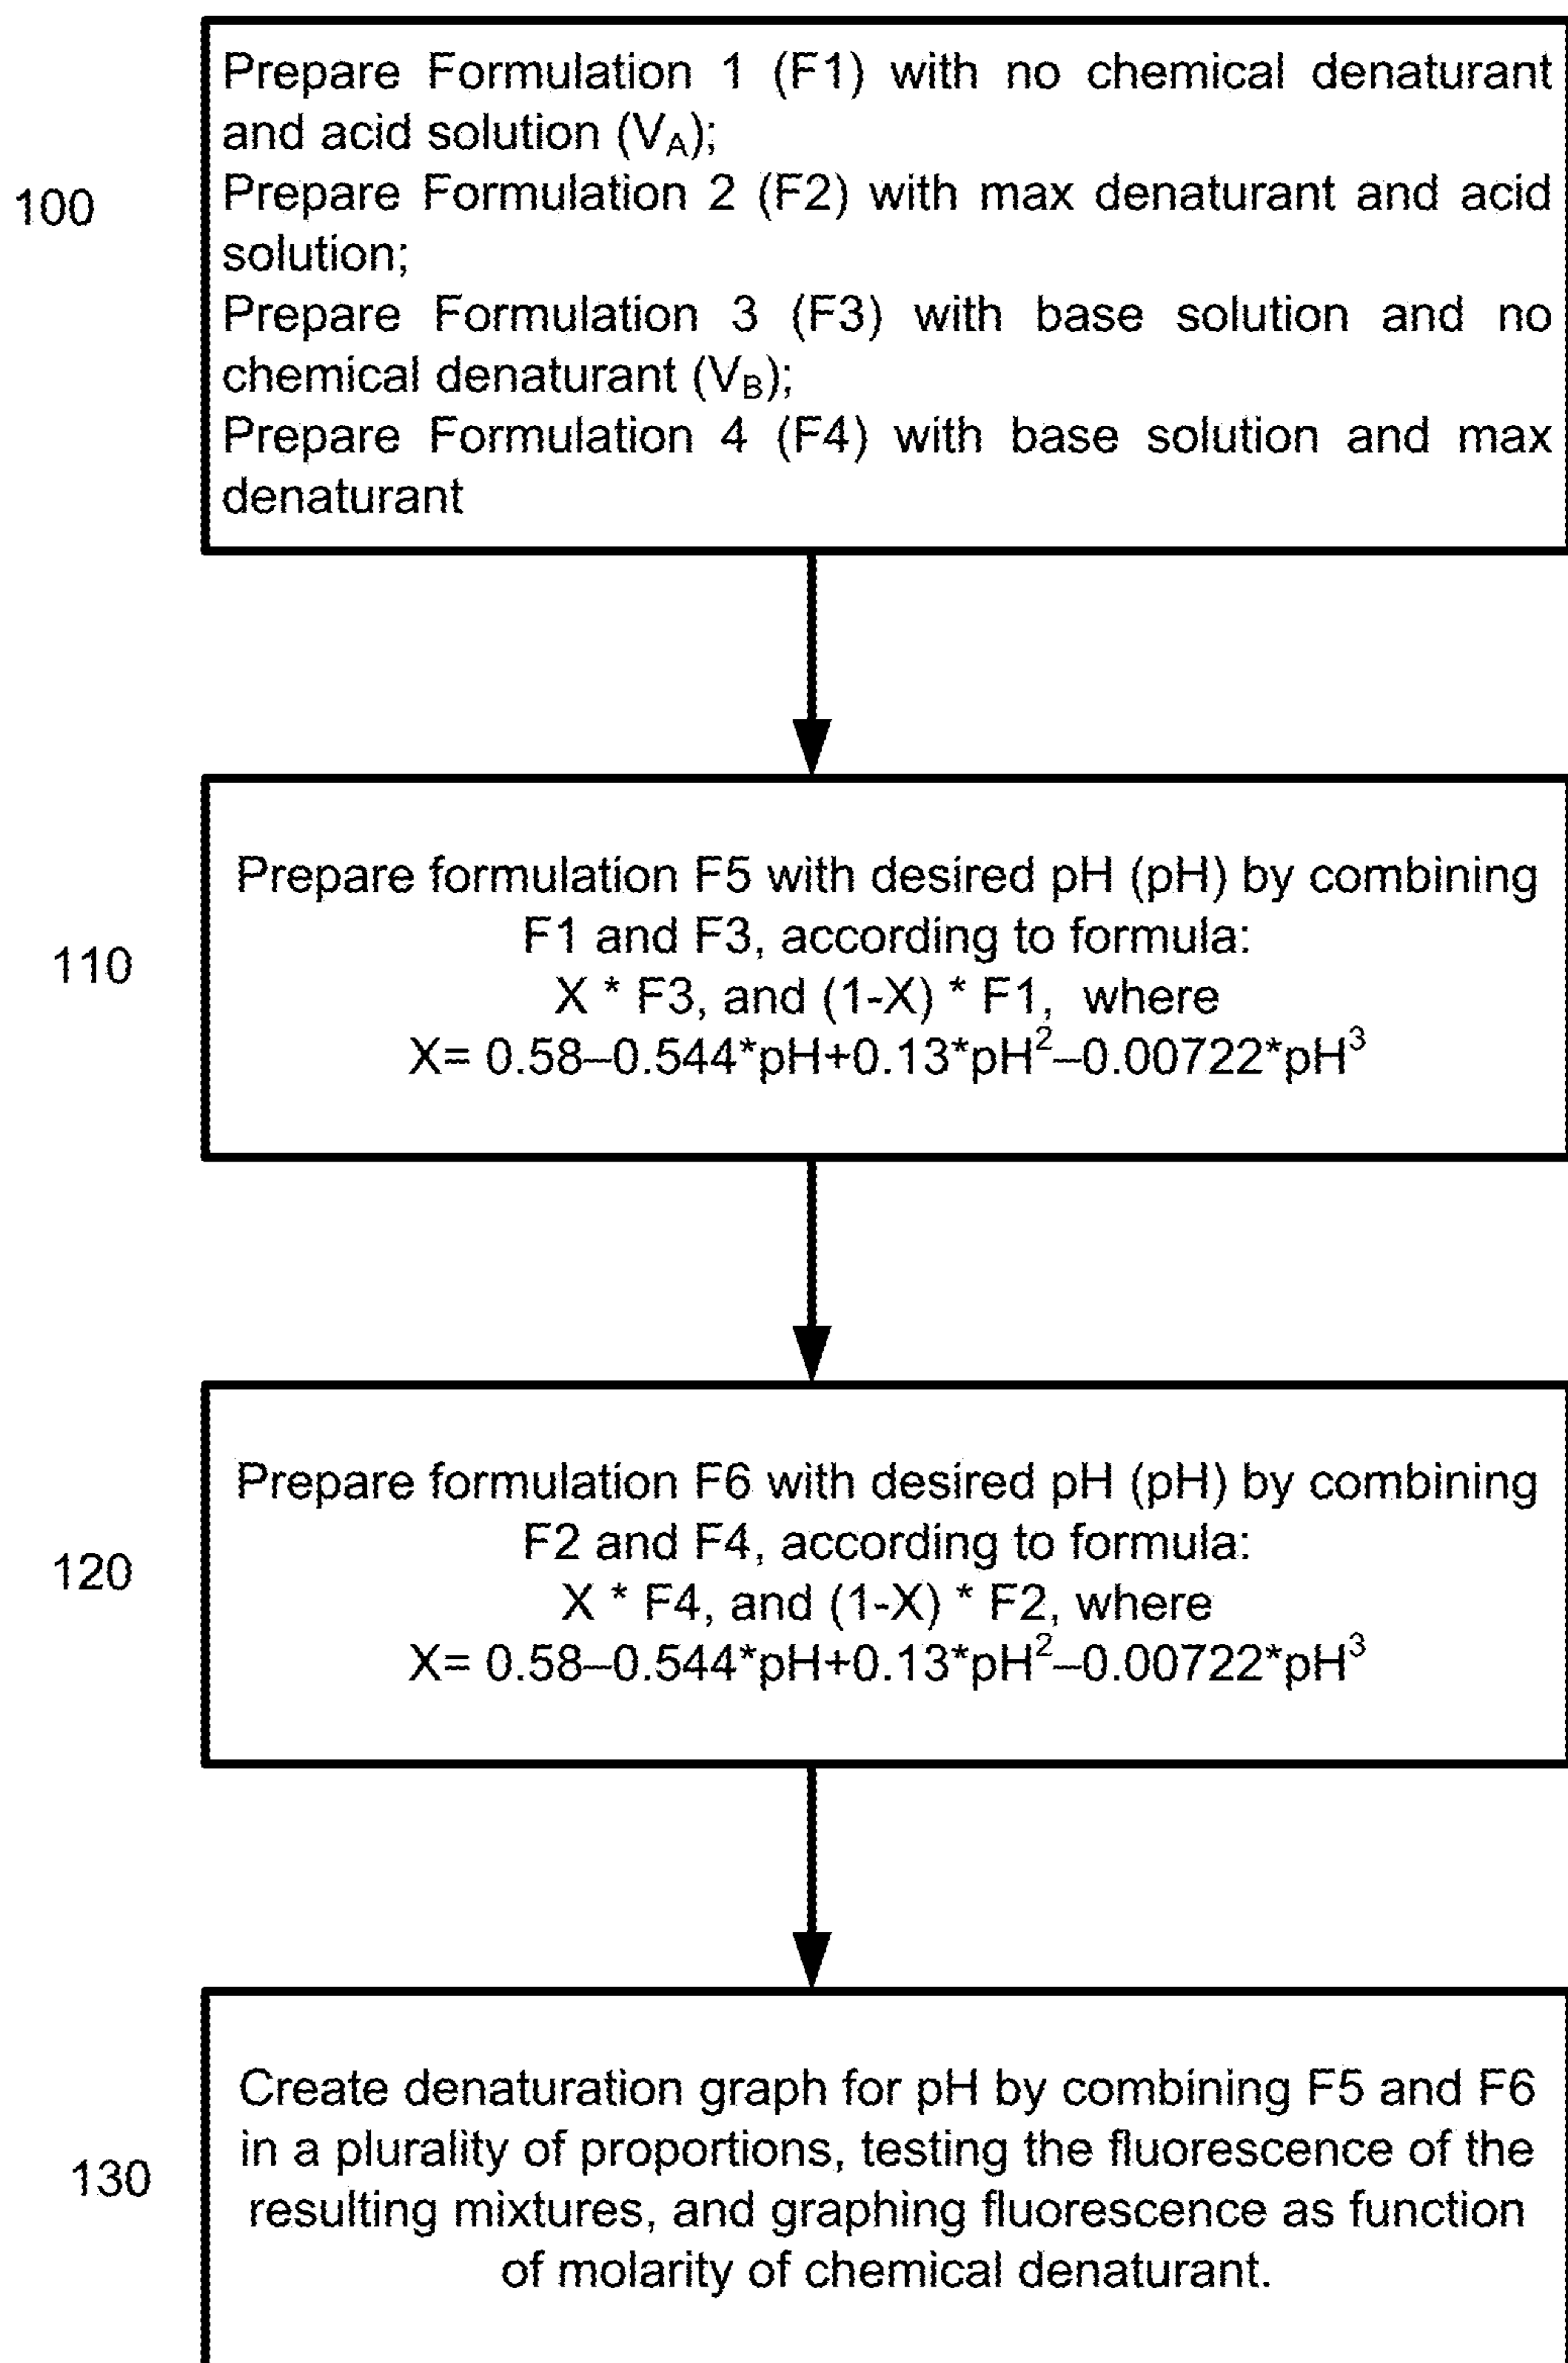 Prepare Formulation 1 (F1) with no chemical denaturant
and acid solution (V_A);
Prepare Formulation 2 (F2) with max denaturant and acid
solution;
Prepare Formulation 3 (F3) with base solution and no
chemical denaturant (V_B);
Prepare Formulation 4 (F4) with base solution and max
denaturant
100
Prepare formulation F5 with desired pH (pH) by combining
F1 and F3, according to formula:
X * F3, and (1-X) * F1, where
X= 0.58–0.544*pH+0.13*pH²–0.00722*pH³
110
Prepare formulation F6 with desired pH (pH) by combining
F2 and F4, according to formula:
X * F4, and (1-X) * F2, where
X= 0.58–0.544*pH+0.13*pH²–0.00722*pH³
120
Create denaturation graph for pH by combining F5 and F6
in a plurality of proportions, testing the fluorescence of the
resulting mixtures, and graphing fluorescence as function
of molarity of chemical denaturant.
130